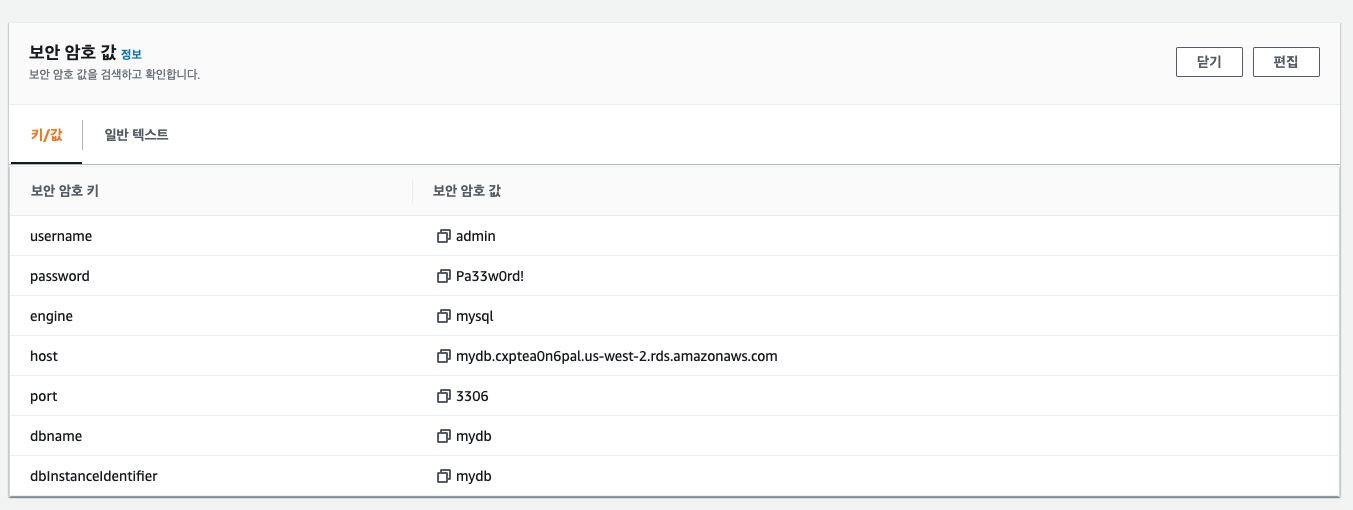 보안 암호 값 정보
보안 암호 값을 검색하고 확인합니다.
닫기 편집
키/값 일반 텍스트
보안 암호 키 보안 암호 값
username admin
password Pa33w0rd!
engine mysql
host mydb.cxptea0n6pal.us-west-2.rds.amazonaws.com
port 3306
dbname mydb
dbInstanceIdentifier mydb